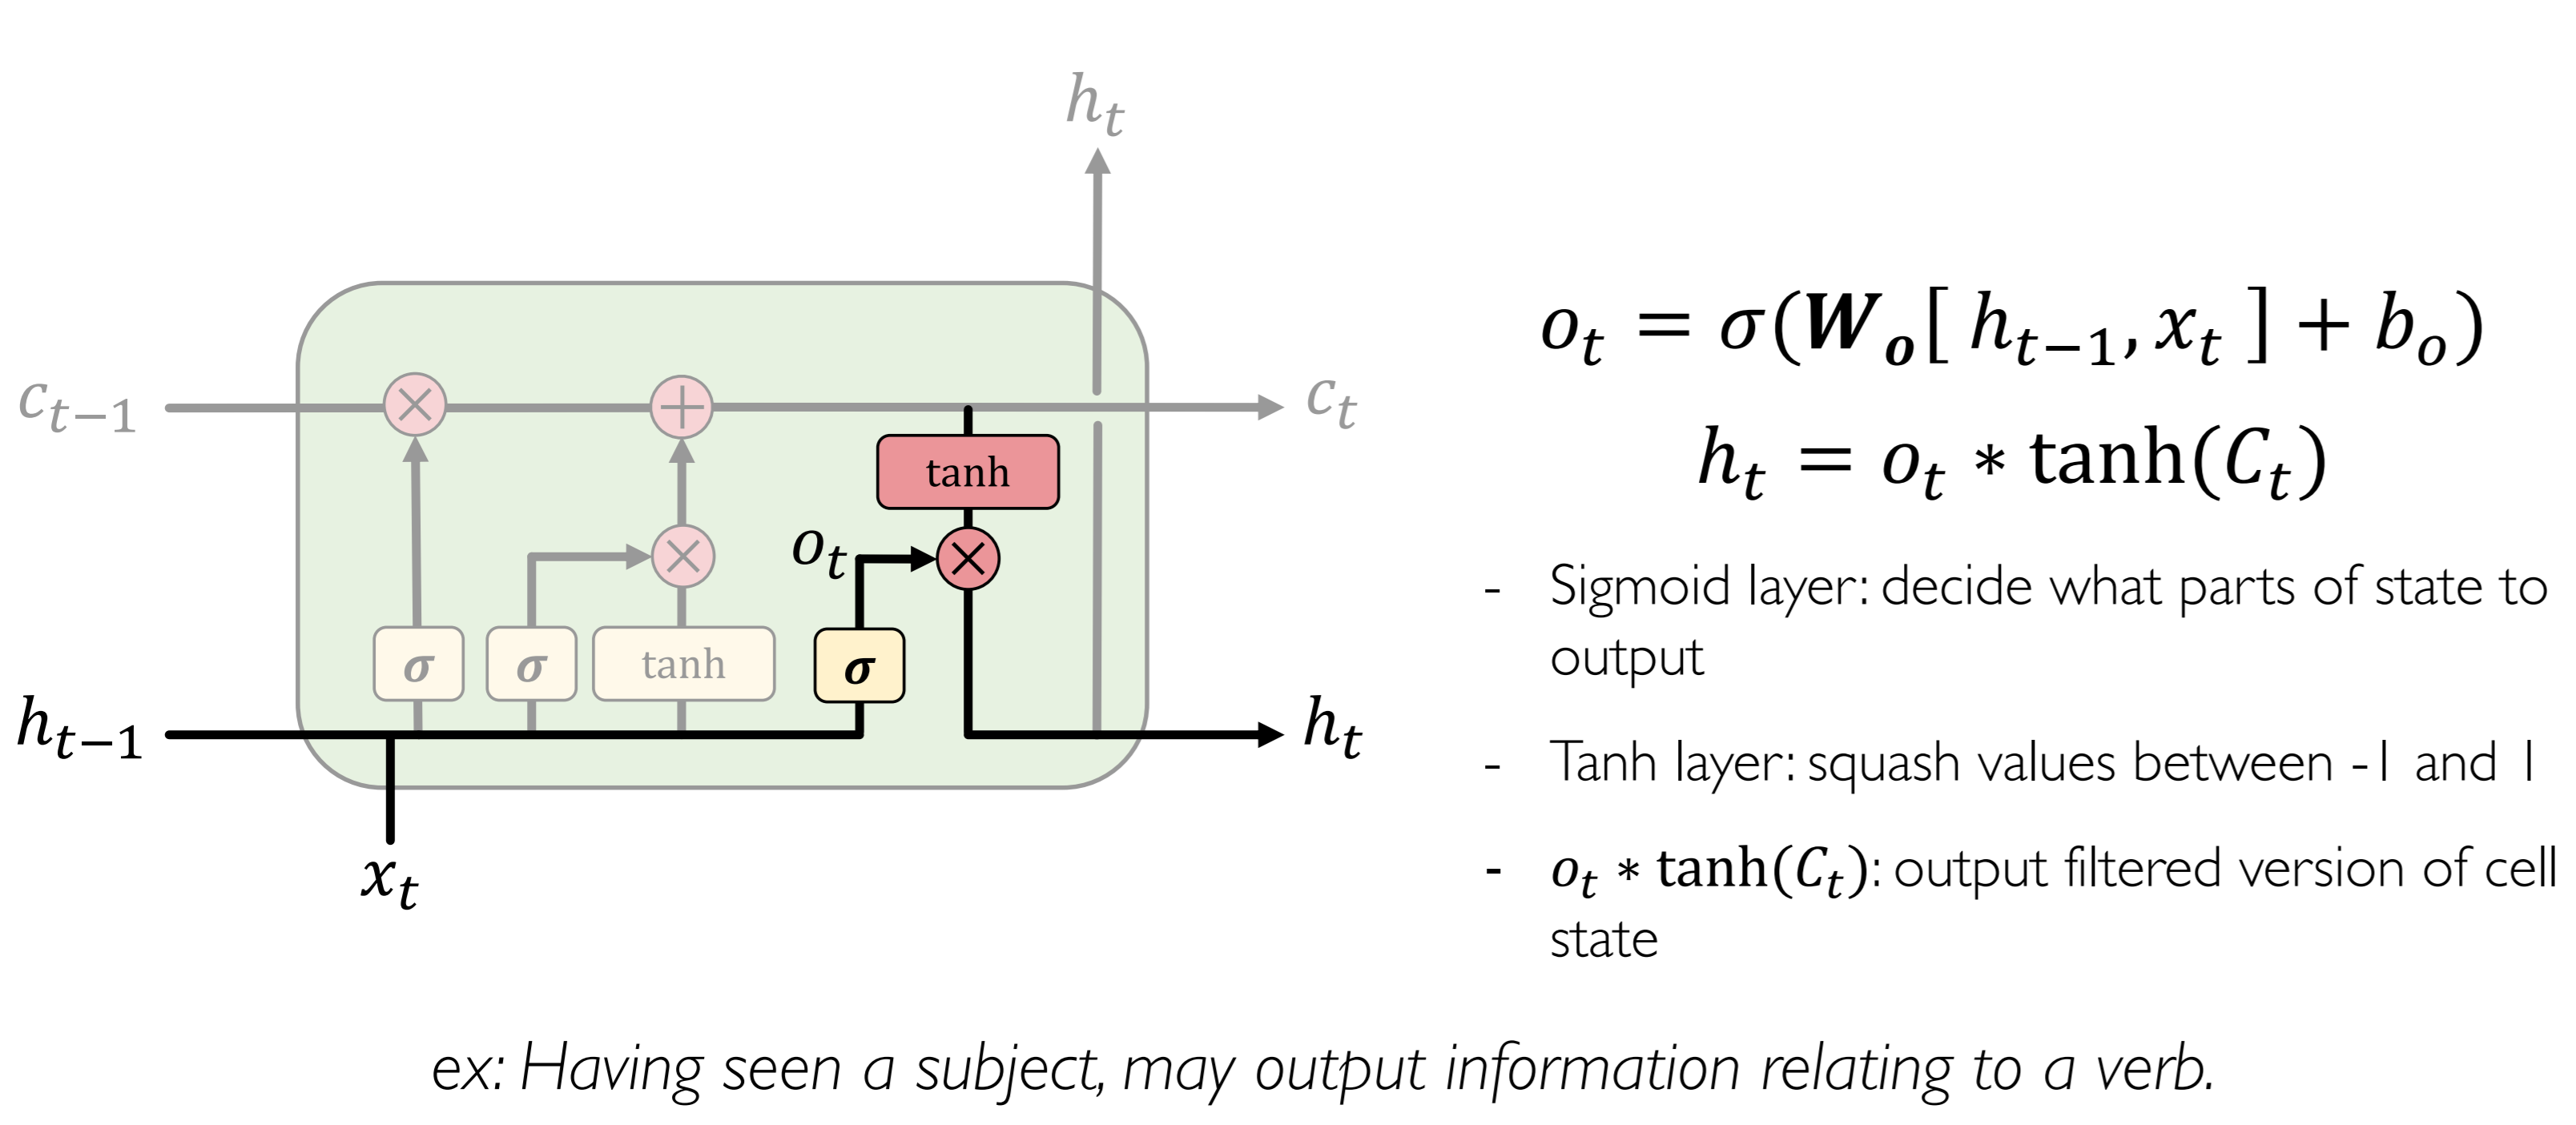 h_t
c_{t−1}
c_t
tanh
o_t
σ
σ
tanh
σ
h_{t−1}
h_t
x_t
o_t = σ(W_o[ h_{t−1}, x_t ] + b_o)
h_t = o_t ∗ tanh(C_t)
- Sigmoid layer: decide what parts of state to
output
- Tanh layer: squash values between -1 and 1
- o_t ∗ tanh(C_t): output filtered version of cell
state
ex: Having seen a subject, may output information relating to a verb.